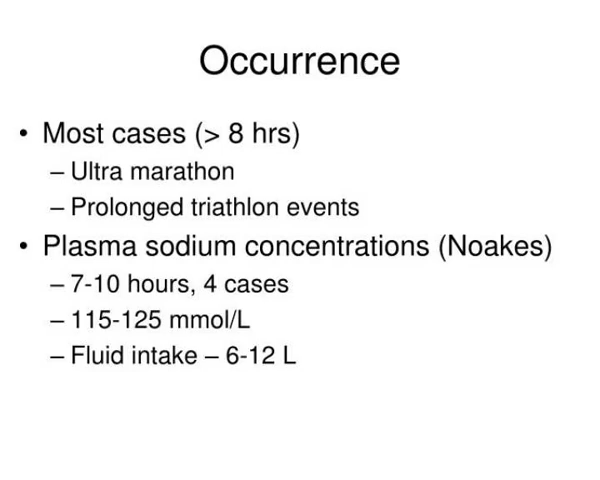 Occurrence
• Most cases (> 8 hrs)
– Ultra marathon
– Prolonged triathlon events
• Plasma sodium concentrations (Noakes)
– 7-10 hours, 4 cases
– 115-125 mmol/L
– Fluid intake – 6-12 L